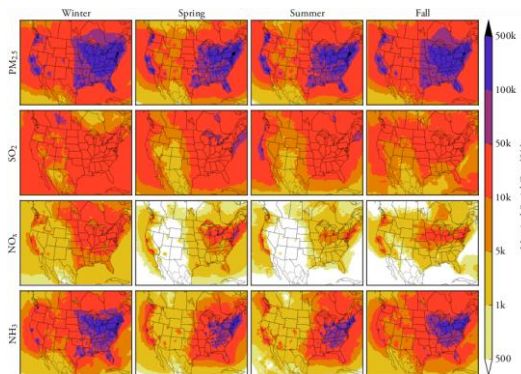 Winter Spring Summer Fall
PM2.5
SO2
NOx
NH3
500k
100k
50k
10k
5k
1k
500